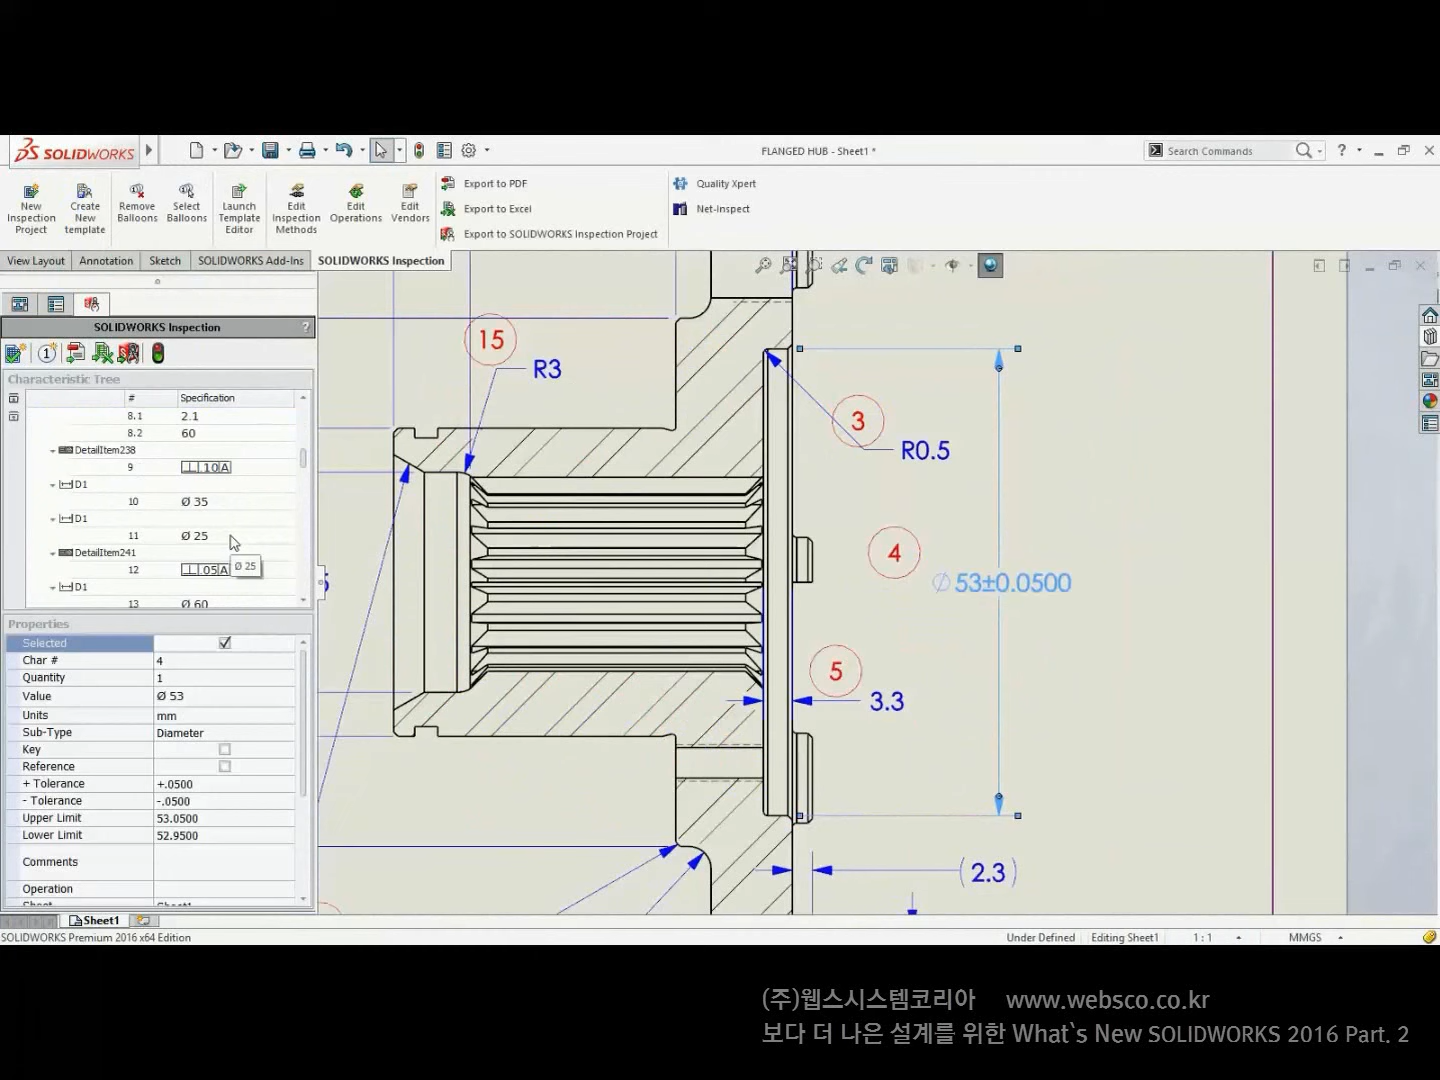 SOLIDWORKS
FLANGED HUB - Sheet1 *
Search Commands
?
New Inspection Project
Create New template
Remove Balloons
Select Balloons
Launch Template Editor
Edit Inspection Methods
Edit Operations
Edit Vendors
Export to PDF
Export to Excel
Export to SOLIDWORKS Inspection Project
Quality Xpert
Net-Inspect
View Layout
Annotation
Sketch
SOLIDWORKS Add-Ins
SOLIDWORKS Inspection
SOLIDWORKS Inspection
?
Characteristic Tree
# Specification
8.1 2.1
8.2 60
DetailItem238
9 ⊥ .10 A
D1
10 Ø 35
D1
11 Ø 25
DetailItem241
12 ⊥ .05 A
Ø 25
D1
13 Ø 60
Properties
Selected
Char # 4
Quantity 1
Value Ø 53
Units mm
Sub-Type Diameter
Key
Reference
+ Tolerance +.0500
- Tolerance -.0500
Upper Limit 53.0500
Lower Limit 52.9500
Comments
Operation
Sheet Sheet1
15
R3
3
R0.5
4
Ø 53±0.0500
5
3.3
(2.3)
Sheet1
SOLIDWORKS Premium 2016 x64 Edition
Under Defined
Editing Sheet1
1 : 1
MMGS
(주)웹스시스템코리아 www.websco.co.kr
보다 더 나은 설계를 위한 What`s New SOLIDWORKS 2016 Part. 2